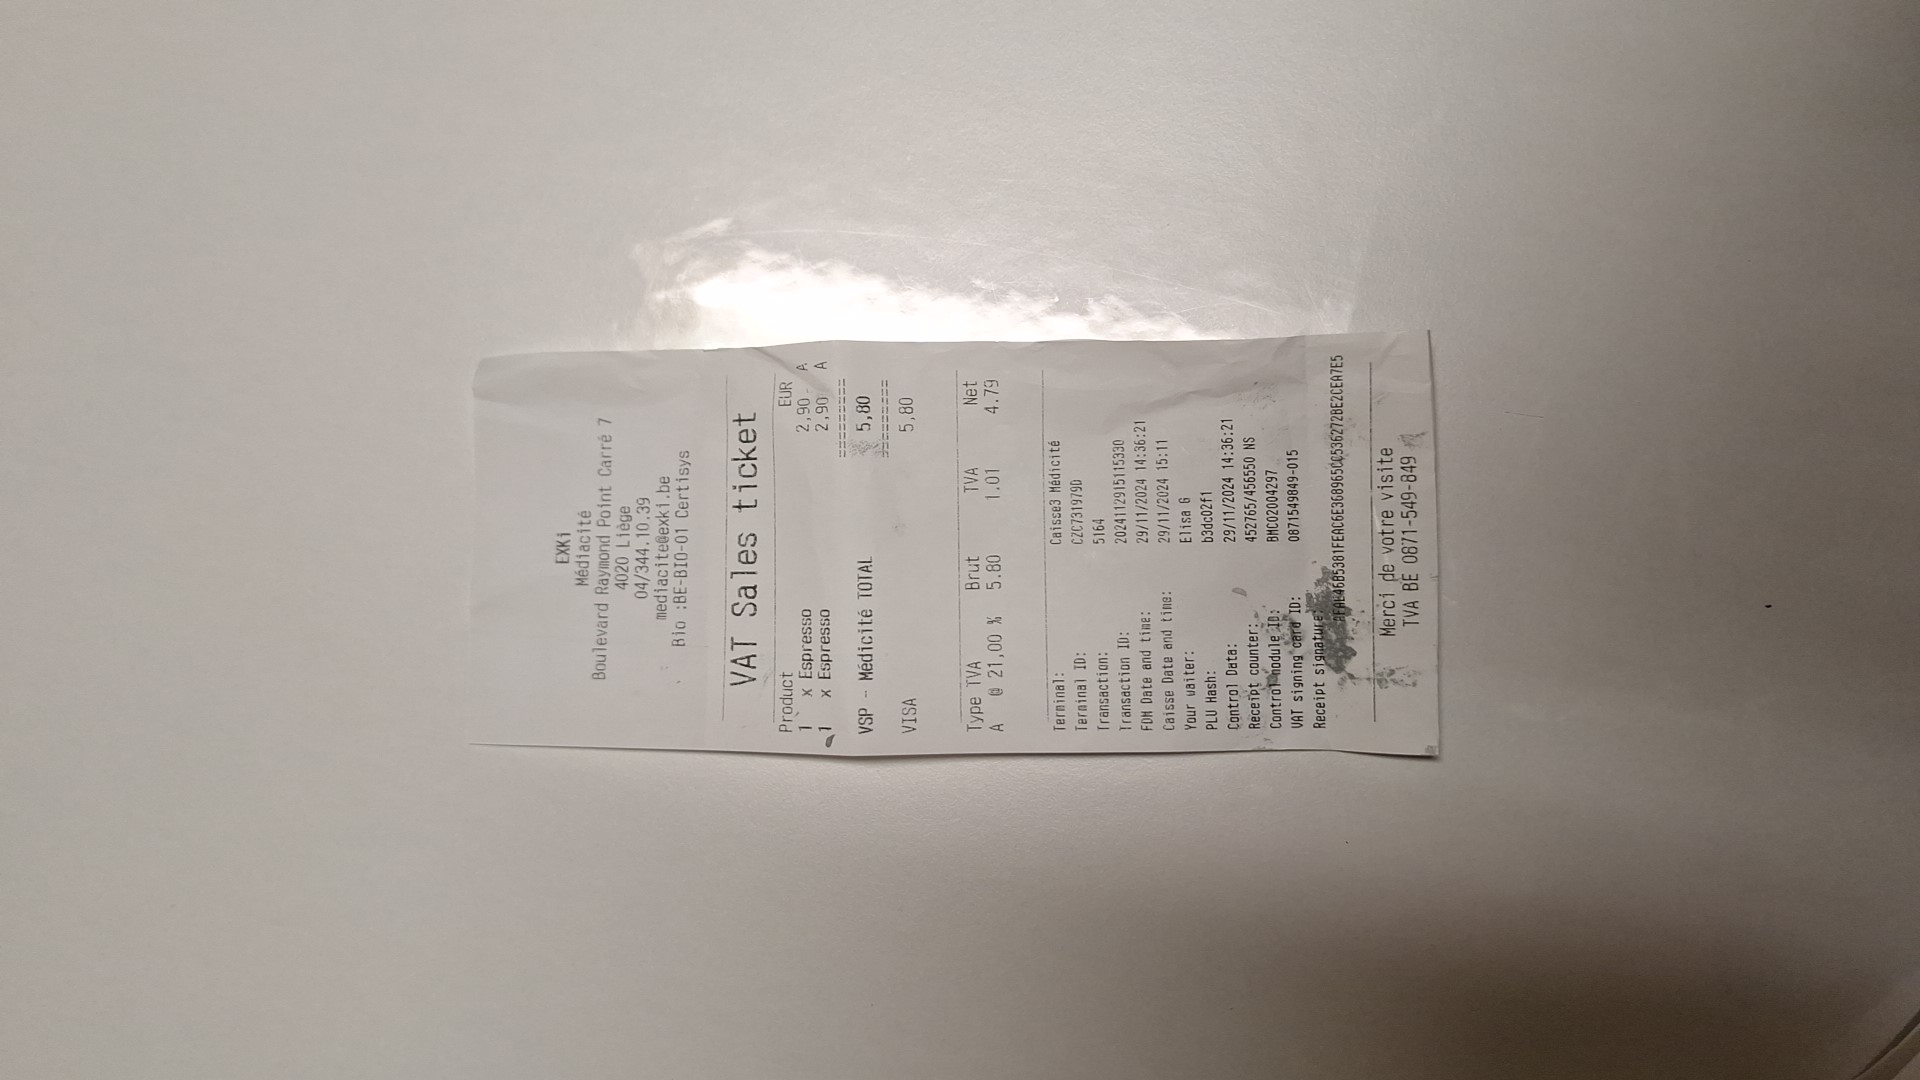 EXKi
Médiacité
Boulevard Raymond Point Carré 7
4020 Liège
04/344.10.39
mediacite@exki.be
Bio :BE-BIO-01 Certisys
VAT Sales ticket
Product EUR
1 x Espresso 2,90 A
1 x Espresso 2,90 A
=========
VSP - Médicité TOTAL 5,80
=========
VISA 5,80
Type TVA Brut TVA Net
A @ 21,00 % 5.80 1.01 4.79
Terminal: Caisse3 Médicité
Terminal ID: CZC731979D
Transaction: 5164
Transaction ID: 2024112915115330
FDM Date and time: 29/11/2024 14:36:21
Caisse Date and time: 29/11/2024 15:11
Your waiter: Elisa G
PLU Hash: b3dc02f1
Control Data: 29/11/2024 14:36:21
Receipt counter: 452765/456550 NS
Control module ID: BMC02004297
VAT signing card ID: 0871549849-015
Receipt signature:
Merci de votre visite
TVA BE 0871-549-849